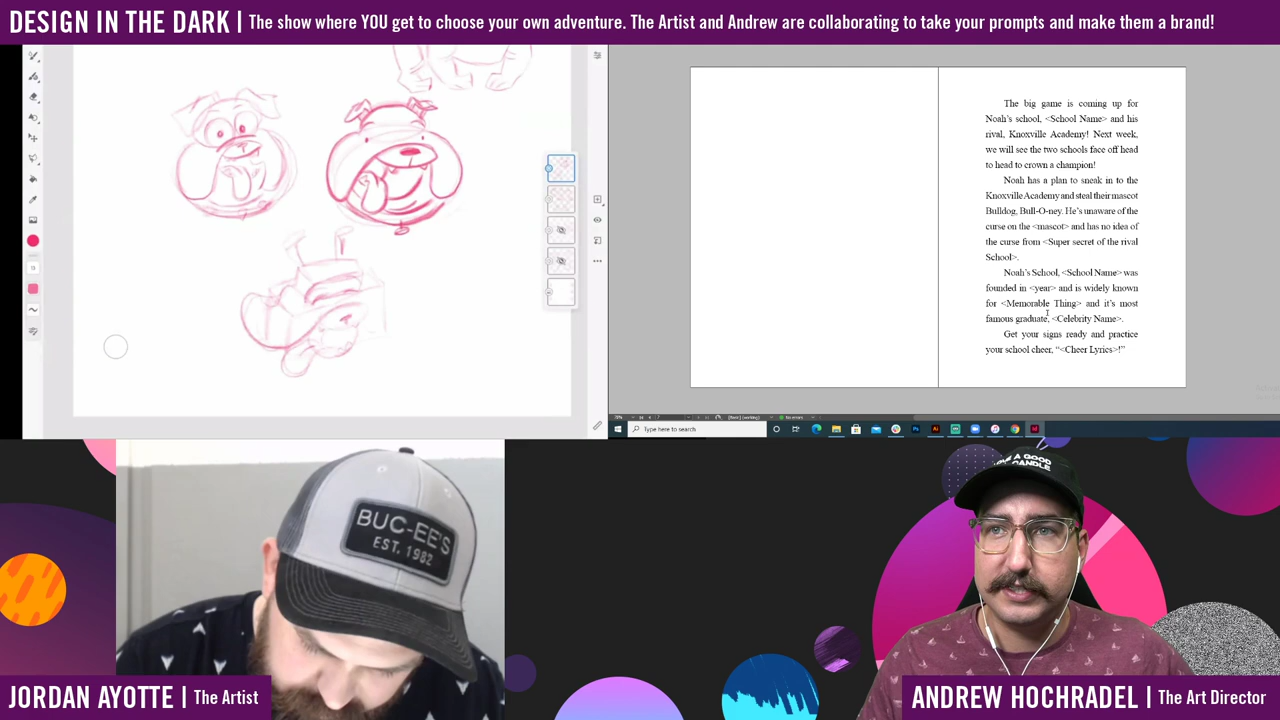 DESIGN IN THE DARK | The show where YOU get to choose your own adventure. The Artist and Andrew are collaborating to take your prompts and make them a brand!
The big game is coming up for
Noah's school, <School Name> and his
rival, Knoxville Academy! Next week,
we will see the two schools face off head
to head to crown a champion!
Noah has a plan to sneak in to the
Knoxville Academy and steal their mascot
Bulldog, Bull-O-ney. He's unaware of the
curse on the <mascot> and has no idea of
the curse from <Super secret of the rival
School>.
Noah's School, <School Name> was
founded in <year> and is widely known
for <Memorable Thing> and it's most
famous graduate, <Celebrity Name>.
Get your signs ready and practice
your school cheer, "<Cheer Lyrics>!"
Type here to search
BUC-EE'S
EST. 1982
A GOOD
CANDLE
JORDAN AYOTTE | The Artist
ANDREW HOCHRADEL | The Art Director